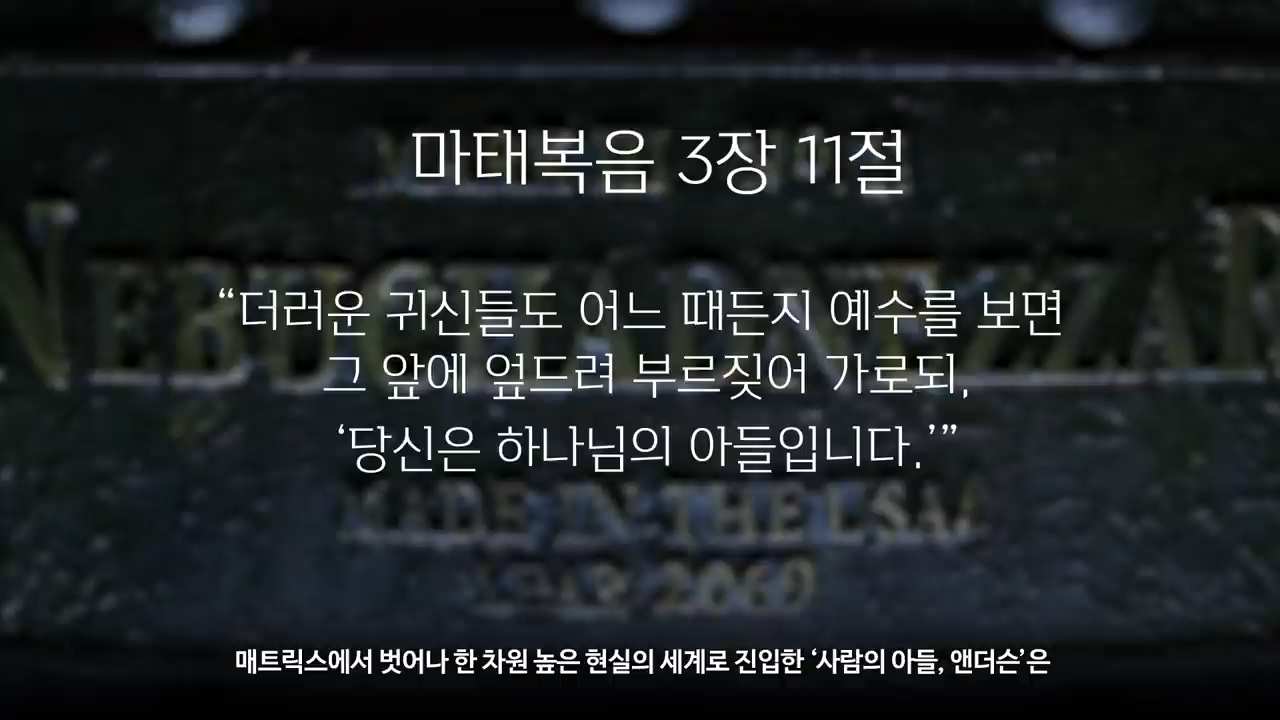 마태복음 3장 11절
“더러운 귀신들도 어느 때든지 예수를 보면
그 앞에 엎드려 부르짖어 가로되,
‘당신은 하나님의 아들입니다.’”
MADE IN THE USA
YEAR 2069
매트릭스에서 벗어나 한 차원 높은 현실의 세계로 진입한 ‘사람의 아들, 앤더슨’은